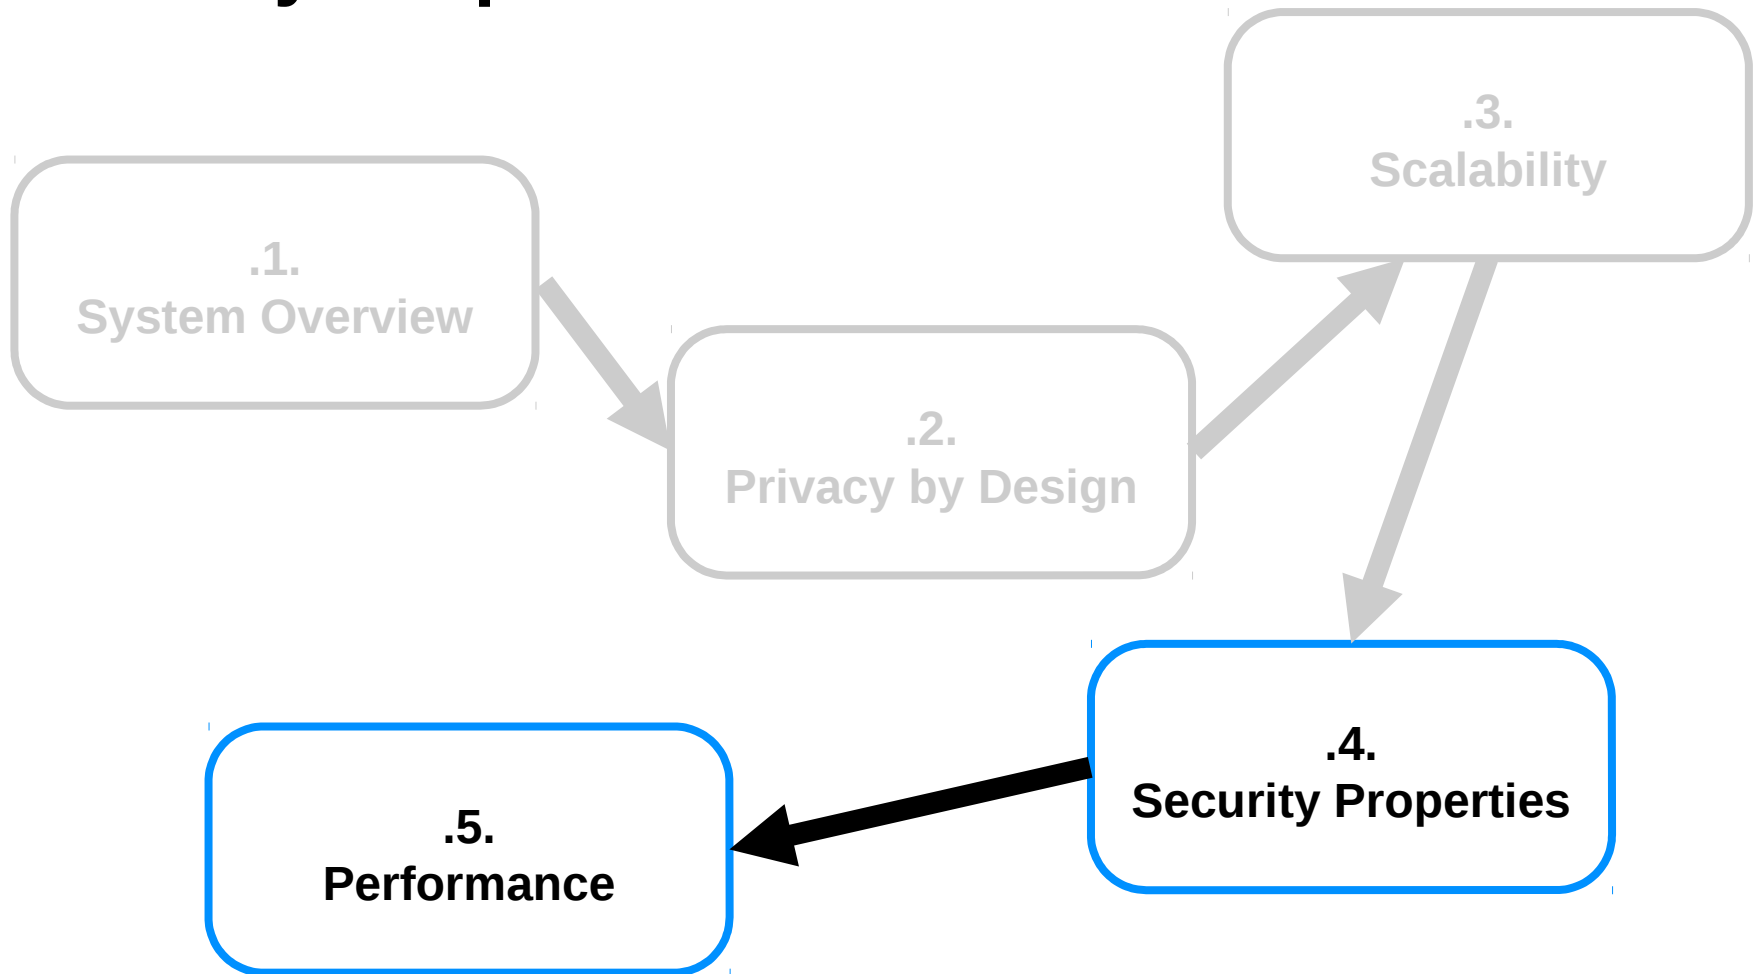 .1.
System Overview
.2.
Privacy by Design
.3.
Scalability
.4.
Security Properties
.5.
Performance